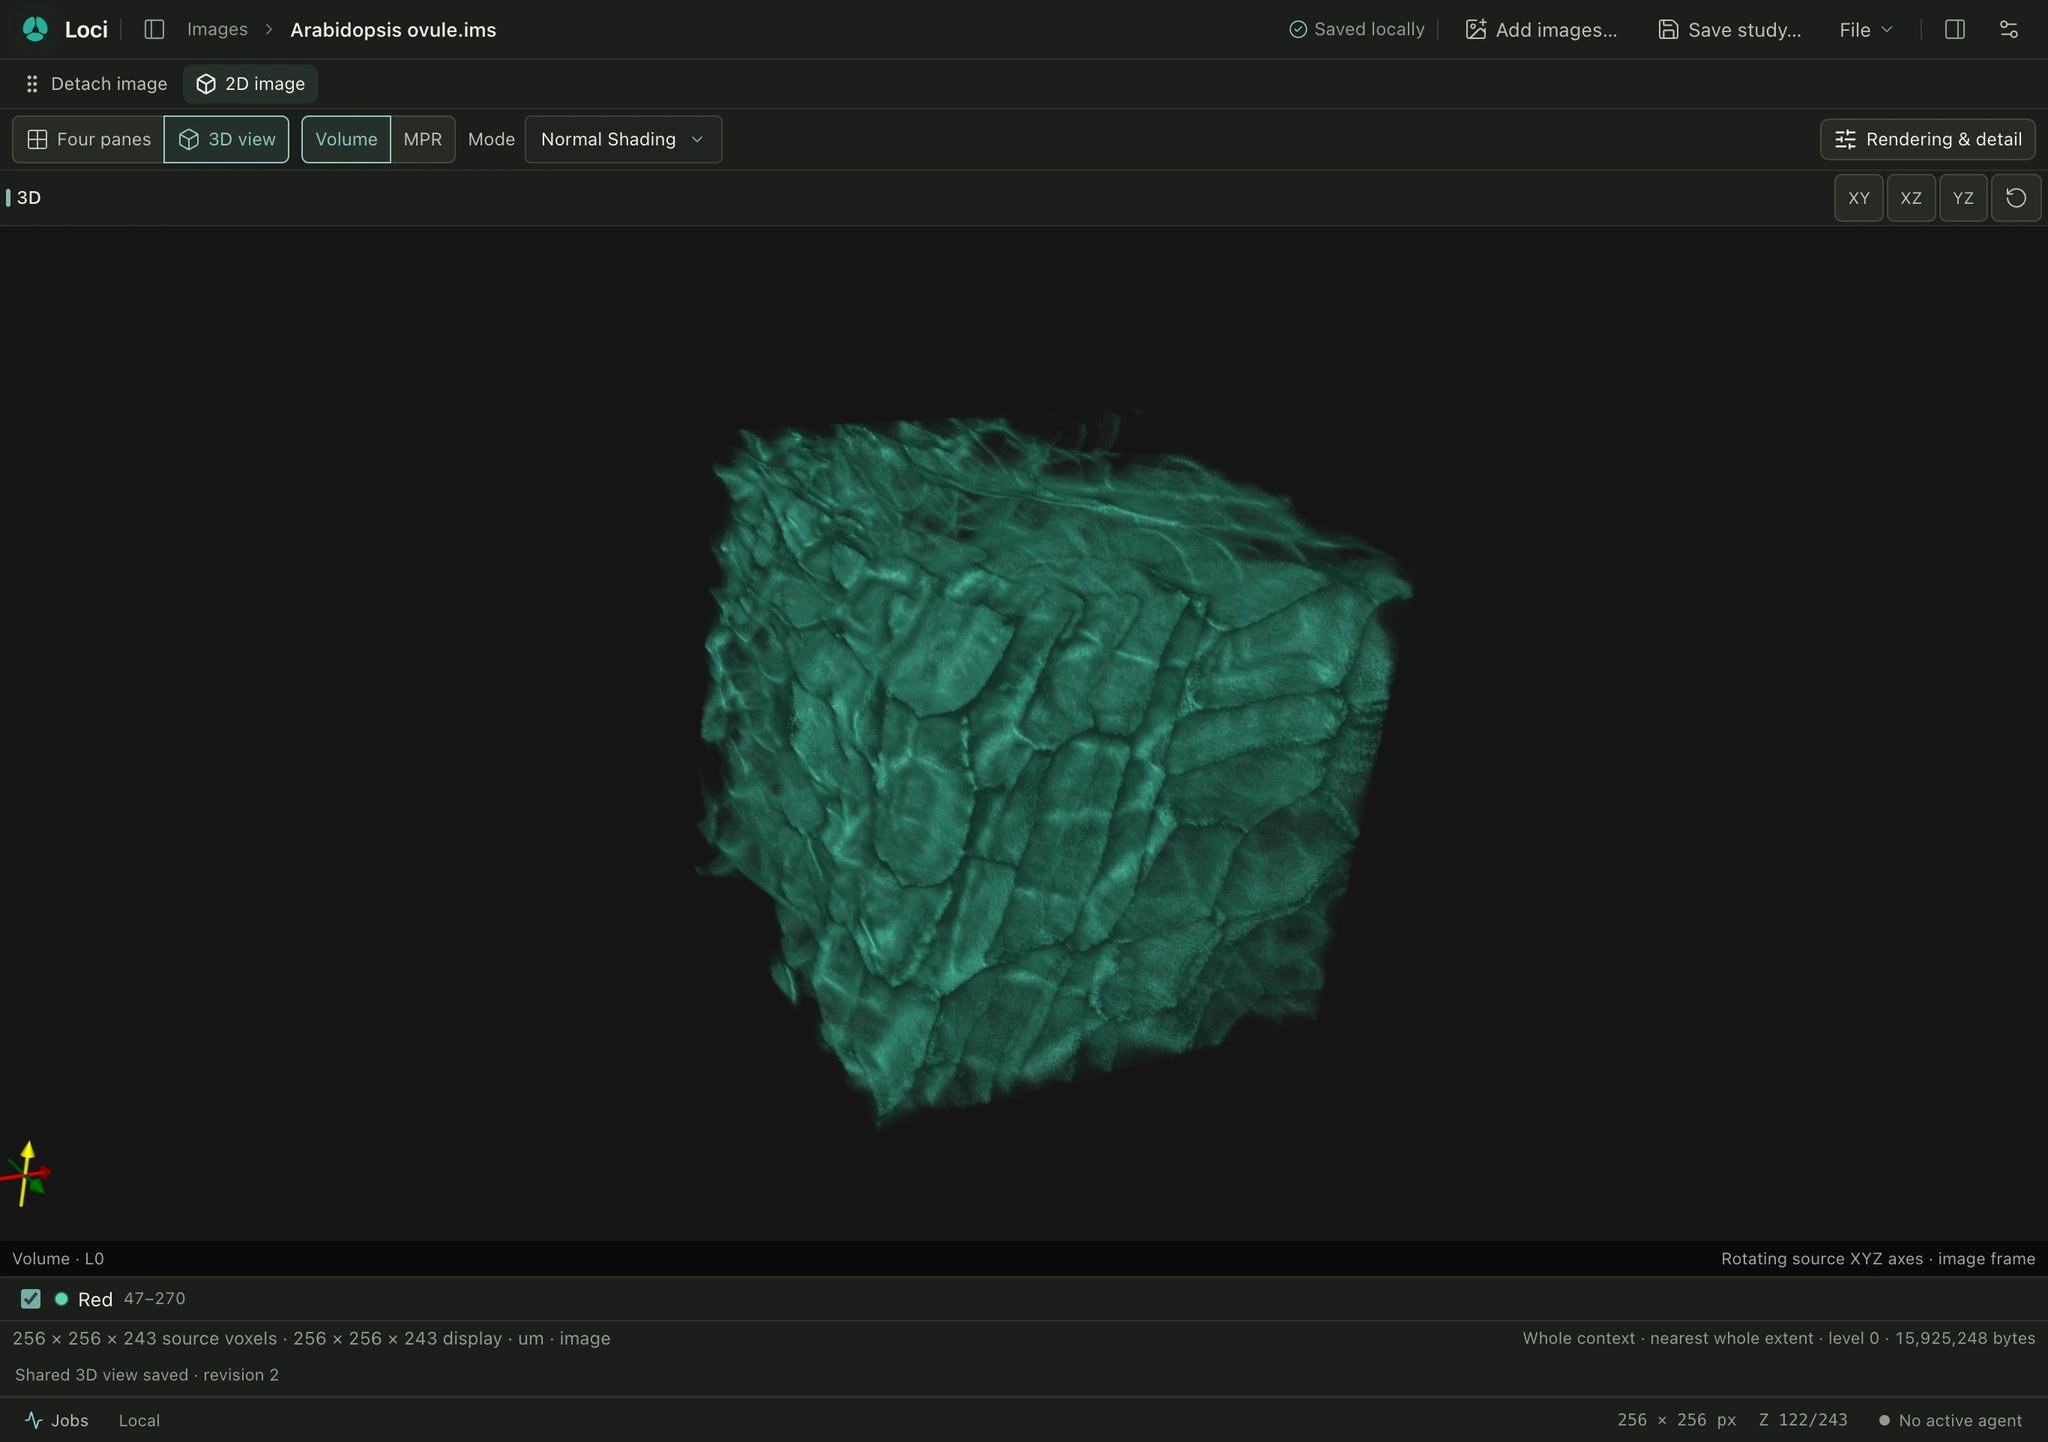 Loci Images > Arabidopsis ovule.ims Saved locally Add images... Save study... File
Detach image 2D image
Four panes 3D view Volume MPR Mode Normal Shading Rendering & detail
3D XY XZ YZ
Volume · L0 Rotating source XYZ axes · image frame
Red 47–270
256 × 256 × 243 source voxels · 256 × 256 × 243 display · um · image Whole context · nearest whole extent · level 0 · 15,925,248 bytes
Shared 3D view saved · revision 2
Jobs Local 256 × 256 px Z 122/243 No active agent